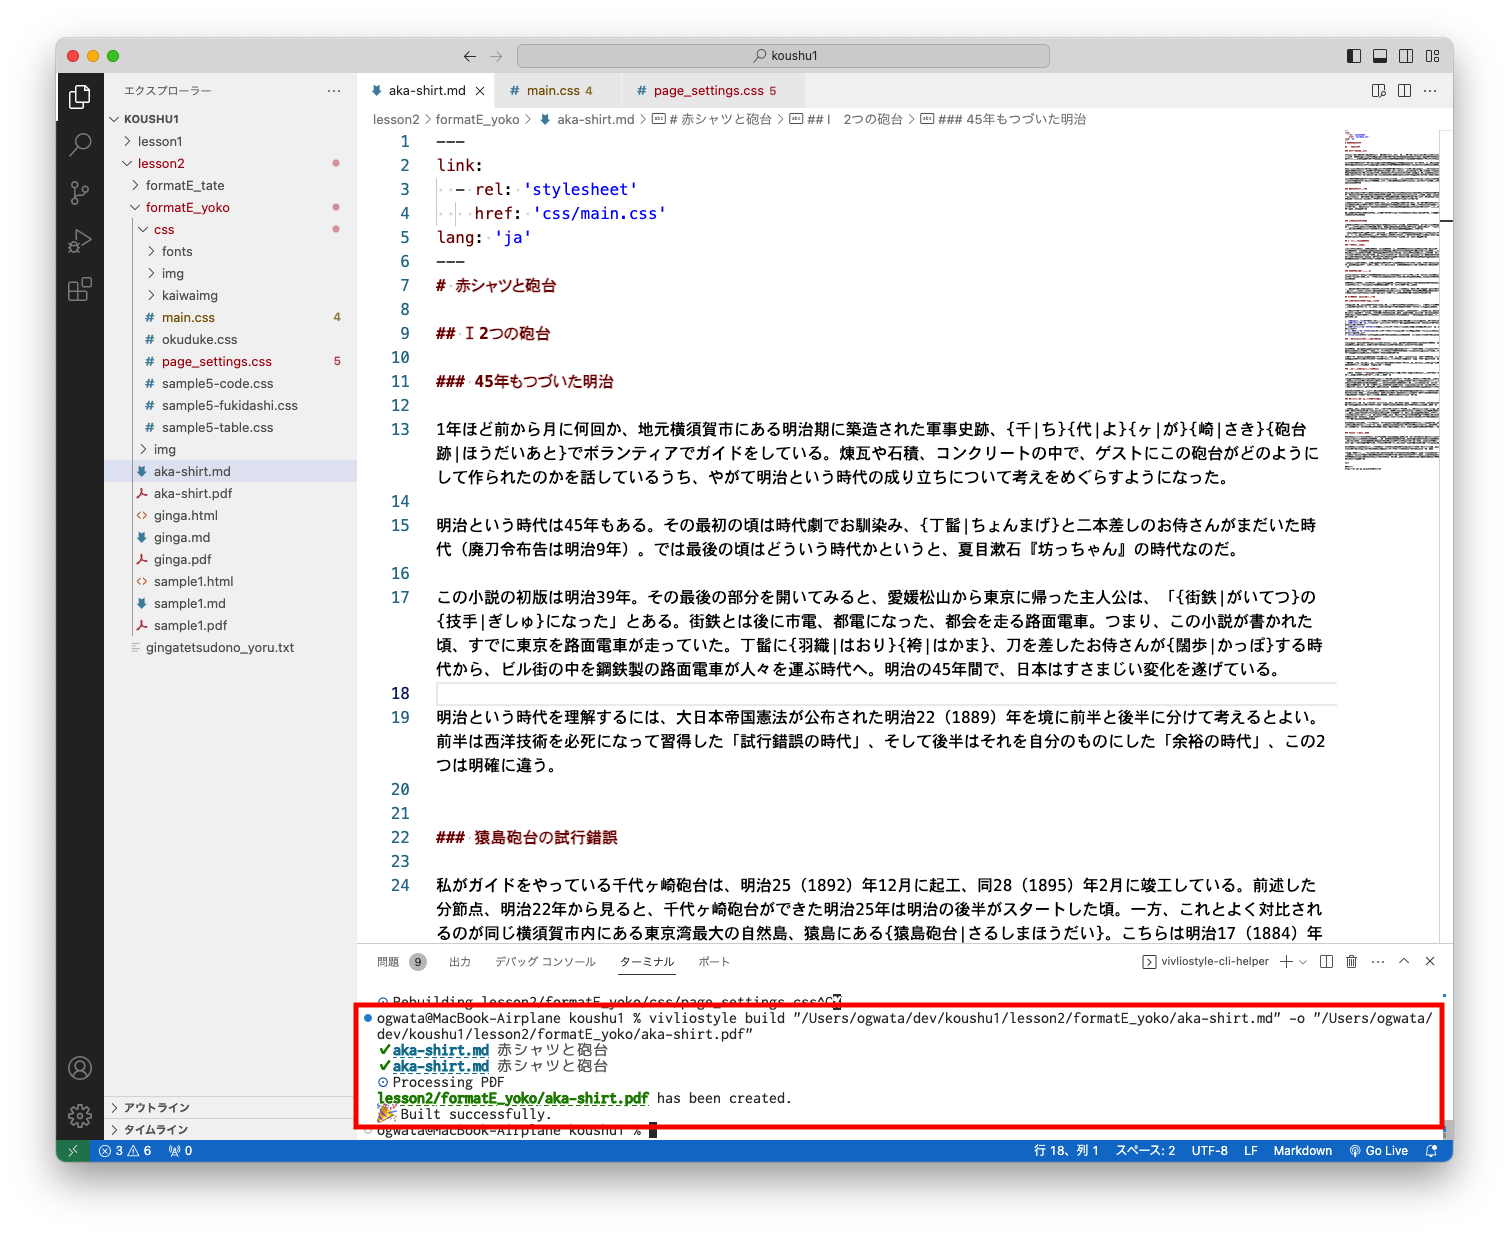 koushu1
エクスプローラー
KOUSHU1
lesson1
lesson2
formatE_tate
formatE_yoko
css
fonts
img
kaiwaimg
main.css 4
okuduke.css
page_settings.css 5
sample5-code.css
sample5-fukidashi.css
sample5-table.css
img
aka-shirt.md
aka-shirt.pdf
ginga.html
ginga.md
ginga.pdf
sample1.html
sample1.md
sample1.pdf
gingatetsudono_yoru.txt
アウトライン
タイムライン
aka-shirt.md
main.css 4
page_settings.css 5
lesson2 > formatE_yoko > aka-shirt.md > # 赤シャツと砲台 > ## Ⅰ 2つの砲台 > ### 45年もつづいた明治
1 ---
2 link:
3 - rel: 'stylesheet'
4 href: 'css/main.css'
5 lang: 'ja'
6 ---
7 # 赤シャツと砲台
8
9 ## Ⅰ 2つの砲台
10
11 ### 45年もつづいた明治
12
13 1年ほど前から月に何回か、地元横須賀市にある明治期に築造された軍事史跡、{千|ち}{代|よ}{ヶ|が}{崎|さき}{砲台
跡|ほうだいあと}でボランティアでガイドをしている。煉瓦や石積、コンクリートの中で、ゲストにこの砲台がどのように
して作られたのかを話しているうち、やがて明治という時代の成り立ちについて考えをめぐらすようになった。
14
15 明治という時代は45年もある。その最初の頃は時代劇でお馴染み、{丁髷|ちょんまげ}と二本差しのお侍さんがまだいた時
代（廃刀令布告は明治9年）。では最後の頃はどういう時代かというと、夏目漱石『坊っちゃん』の時代なのだ。
16
17 この小説の初版は明治39年。その最後の部分を開いてみると、愛媛松山から東京に帰った主人公は、「{街鉄|がいてつ}の
{技手|ぎしゅ}になった」とある。街鉄とは後に市電、都電になった、都会を走る路面電車。つまり、この小説が書かれた
頃、すでに東京を路面電車が走っていた。丁髷に{羽織|はおり}{袴|はかま}、刀を差したお侍さんが{闊歩|かっぽ}する時
代から、ビル街の中を鋼鉄製の路面電車が人々を運ぶ時代へ。明治の45年間で、日本はすさまじい変化を遂げている。
18
19 明治という時代を理解するには、大日本帝国憲法が公布された明治22（1889）年を境に前半と後半に分けて考えるとよい。
前半は西洋技術を必死になって習得した「試行錯誤の時代」、そして後半はそれを自分のものにした「余裕の時代」、この2
つは明確に違う。
20
21
22 ### 猿島砲台の試行錯誤
23
24 私がガイドをやっている千代ヶ崎砲台は、明治25（1892）年12月に起工、同28（1895）年2月に竣工している。前述した
分節点、明治22年から見ると、千代ヶ崎砲台ができた明治25年は明治の後半がスタートした頃。一方、これとよく対比され
るのが同じ横須賀市内にある東京湾最大の自然島、猿島にある{猿島砲台|さるしまほうだい}。こちらは明治17（1884）年
問題 9 出力 デバッグ コンソール ターミナル ポート
vivliostyle-cli-helper
Rebuilding lesson2/formatE_yoko/css/page_settings.css^C
ogwata@MacBook-Airplane koushu1 % vivliostyle build "/Users/ogwata/dev/koushu1/lesson2/formatE_yoko/aka-shirt.md" -o "/Users/ogwata/
dev/koushu1/lesson2/formatE_yoko/aka-shirt.pdf"
✔aka-shirt.md 赤シャツと砲台
✔aka-shirt.md 赤シャツと砲台
Processing PDF
lesson2/formatE_yoko/aka-shirt.pdf has been created.
🎉Built successfully.
ogwata@MacBook-Airplane koushu1 %
3 6 0
行 18、列 1 スペース: 2 UTF-8 LF Markdown Go Live